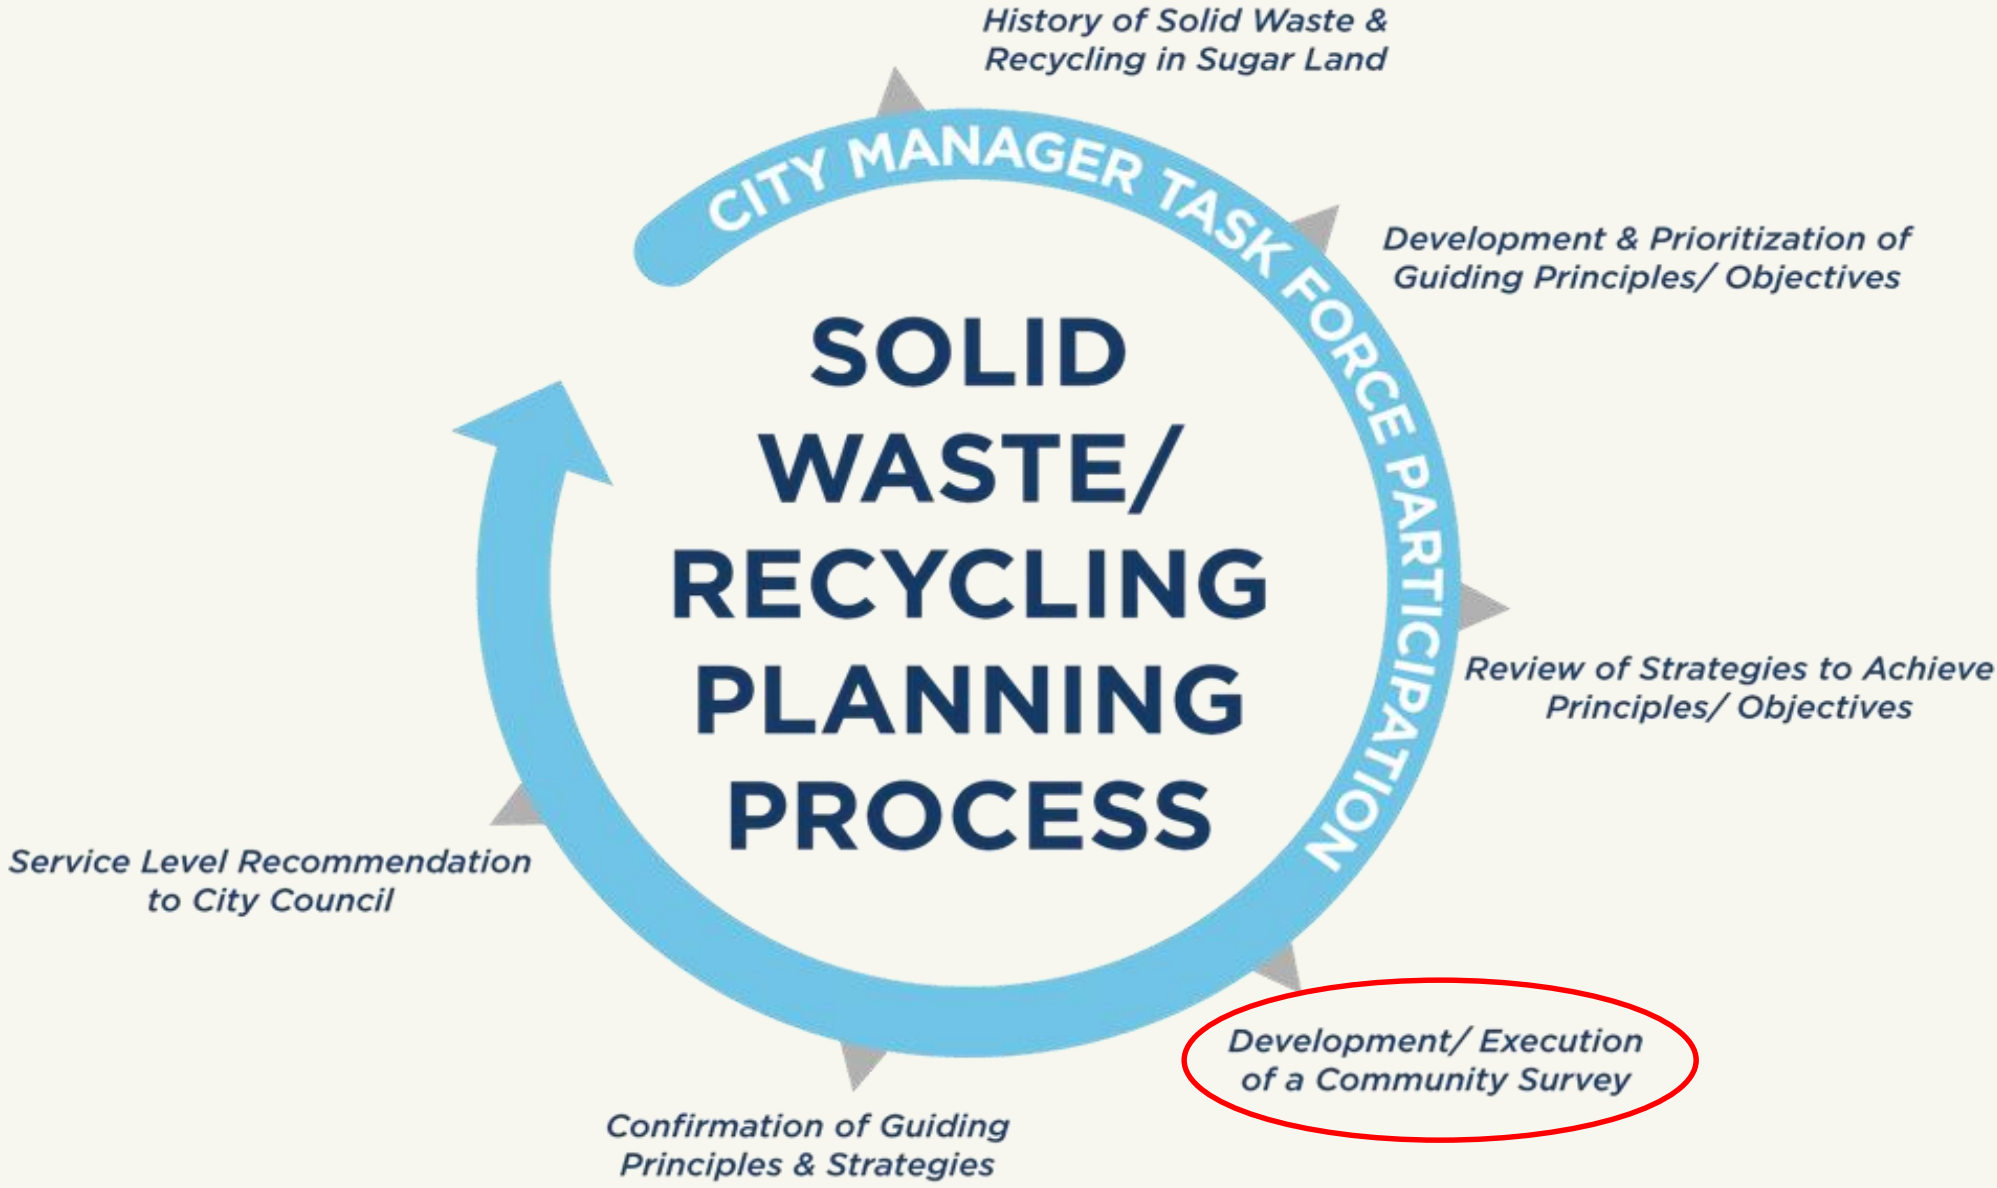 History of Solid Waste &
Recycling in Sugar Land
CITY MANAGER TASK FORCE PARTICIPATION
Development & Prioritization of
Guiding Principles/ Objectives
SOLID
WASTE/
RECYCLING
PLANNING
PROCESS
Review of Strategies to Achieve
Principles/ Objectives
Development/ Execution
of a Community Survey
Confirmation of Guiding
Principles & Strategies
Service Level Recommendation
to City Council